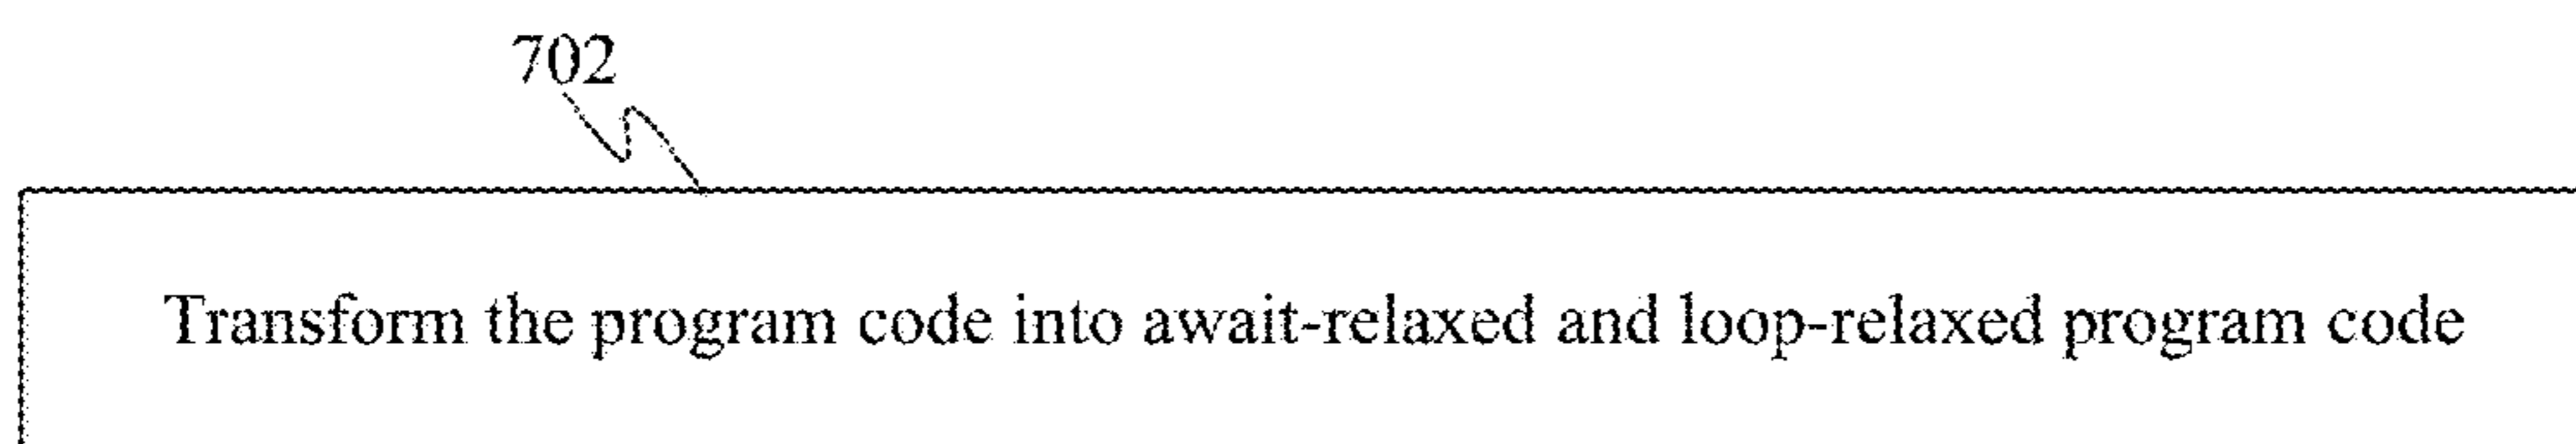 702
Transform the program code into await-relaxed and loop-relaxed program code